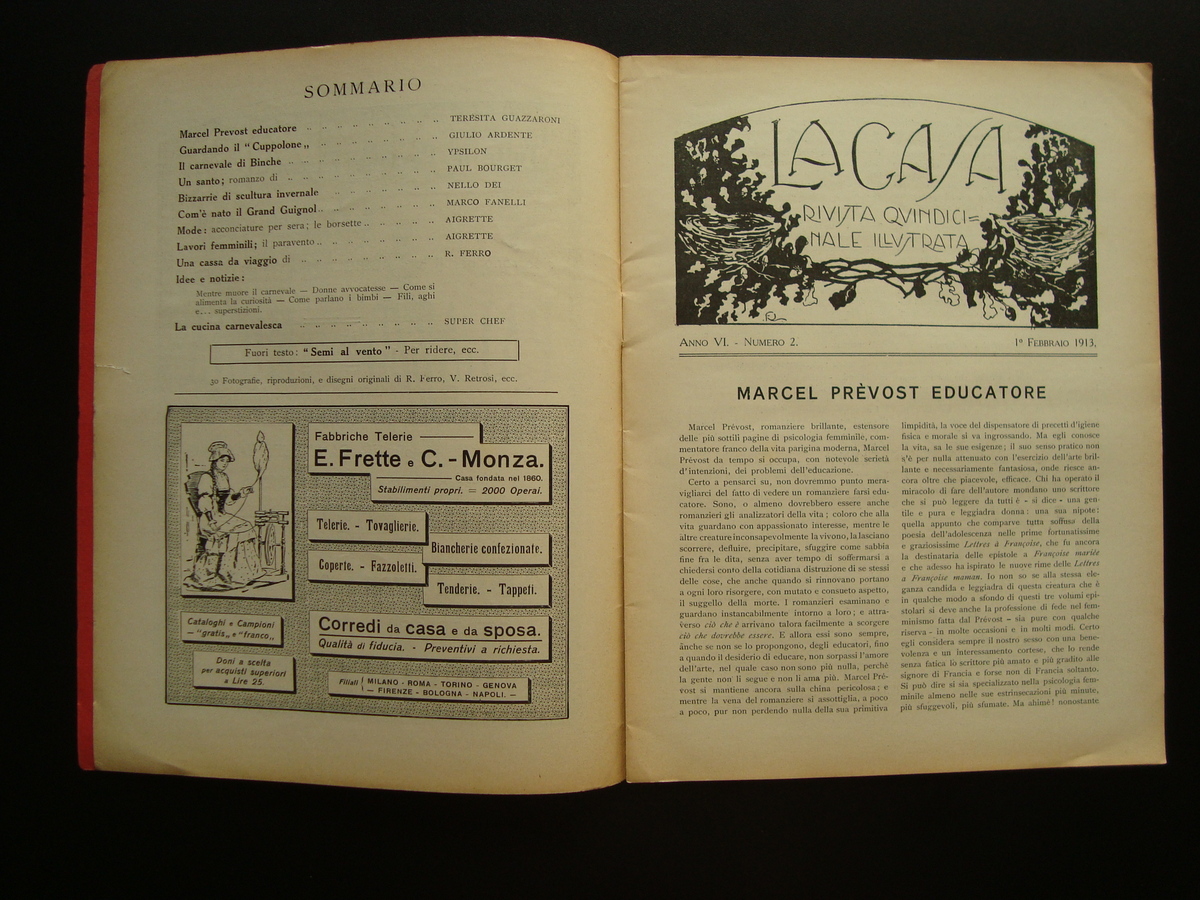 SOMMARIO
Marcel Prevost educatore .. .. .. .. .. .. .. TERESITA GUAZZARONI
Guardando il “ Cuppolone „ .. .. .. .. .. .. .. GIULIO ARDENTE
Il carnevale di Binche .. .. .. .. .. .. .. .. YPSILON
Un santo; romanzo di .. .. .. .. .. .. .. .. PAUL BOURGET
Bizzarrie di scultura invernale .. .. .. .. .. .. NELLO DEI
Com'è nato il Grand Guignol .. .. .. .. .. .. .. MARCO FANELLI
Mode: acconciature per sera; le borsette .. .. .. .. .. AIGRETTE
Lavori femminili; il paravento .. .. .. .. .. .. .. AIGRETTE
Una cassa da viaggio di .. .. .. .. .. .. .. .. R. FERRO
Idee e notizie:
Mentre muore il carnevale — Donne avvocatesse — Come si
alimenta la curiosità — Come parlano i bimbi — Fili, aghi
e... superstizioni.
La cucina carnevalesca .. .. .. .. .. .. .. .. SUPER CHEF
Fuori testo: “Semi al vento” - Per ridere, ecc.
30 Fotografie, riproduzioni, e disegni originali di R. Ferro, V. Retrosi, ecc.
Fabbriche Telerie
E. Frette e C. - Monza.
Casa fondata nel 1860.
Stabilimenti propri. = 2000 Operai.
Telerie. - Tovaglierie.
Biancherie confezionate.
Coperte. - Fazzoletti.
Tenderie. - Tappeti.
Corredi da casa e da sposa.
Qualità di fiducia. - Preventivi a richiesta.
Cataloghi e Campioni
— “gratis„ e “franco„
Doni a scelta
per acquisti superiori
a Lire 25.
Filiali MILANO - ROMA - TORINO - GENOVA
— FIRENZE - BOLOGNA - NAPOLI. —
LA CASA
RIVISTA QVINDICI=
NALE ILLVSTRATA
ANNO VI. - NUMERO 2. 1º FEBBRAIO 1913,
MARCEL PRÈVOST EDUCATORE
Marcel Prévost, romanziere brillante, estensore
delle più sottili pagine di psicologia femminile, com-
mentatore franco della vita parigina moderna, Marcel
Prévost da tempo si occupa, con notevole serietà
d'intenzioni, dei problemi dell'educazione.
Certo a pensarci su, non dovremmo punto mera-
vigliarci del fatto di vedere un romanziere farsi edu-
catore. Sono, o almeno dovrebbero essere anche
romanzieri gli analizzatori della vita; coloro che alla
vita guardano con appassionato interesse, mentre le
altre creature inconsapevolmente la vivono, la lasciano
scorrere, defluire, precipitare, sfuggire come sabbia
fine fra le dita, senza aver tempo di soffermarsi a
chiedersi conto della cotidiana distruzione di se stessi
delle cose, che anche quando si rinnovano portano
a ogni loro risorgere, con mutato e consueto aspetto,
il suggello della morte. I romanzieri esaminano e
guardano instancabilmente intorno a loro; e attra-
verso ciò che è arrivano talora facilmente a scorgere
ciò che dovrebbe essere. E allora essi sono sempre,
anche se non se lo propongono, degli educatori, fino
a quando il desiderio di educare, non sorpassi l'amore
dell'arte, nel quale caso non sono più nulla, perchè
la gente non li segue e non li ama più. Marcel Pré-
vost si mantiene ancora sulla china pericolosa; e
mentre la vena del romanziere si assottiglia, a poco
a poco, pur non perdendo nulla della sua primitiva
limpidità, la voce del dispensatore di precetti d'igiene
fisica e morale si va ingrossando. Ma egli conosce
la vita, sa le sue esigenze; il suo senso pratico non
s'è per nulla attenuato con l'esercizio dell'arte bril-
lante e necessariamente fantasiosa, onde riesce an-
cora oltre che piacevole, efficace. Chi ha operato il
miracolo di fare dell'autore mondano uno scrittore
che si può leggere da tutti è - si dice - una gen-
tile e pura e leggiadra donna: una sua nipote:
quella appunto che comparve tutta soffusa della
poesia dell'adolescenza nelle prime fortunatissime
e graziosissime Lettres à Françoise, che fu ancora
la destinataria delle epistole a Françoise mariée
e che adesso ha ispirato le nuove rime delle Lettres
a Françoise maman. Io non so se alla stessa ele-
ganza candida e leggiadra di questa creatura che è
in qualche modo a sfondo di questi tre volumi epi-
stolari si deve anche la professione di fede nel fem-
minismo fatta dal Prévost - sia pure con qualche
riserva - in molte occasioni e in molti modi. Certo
egli considera sempre il nostro sesso con una bene-
volenza e un interessamento cortese, che lo rende
senza fatica lo scrittore più amato e più gradito alle
signore di Francia e forse non di Francia soltanto.
Si può dire si sia specializzato nella psicologia fem-
minile almeno nelle sue estrinsecazioni più minute,
più sfuggevoli, più sfumate. Ma ahimè! nonostante